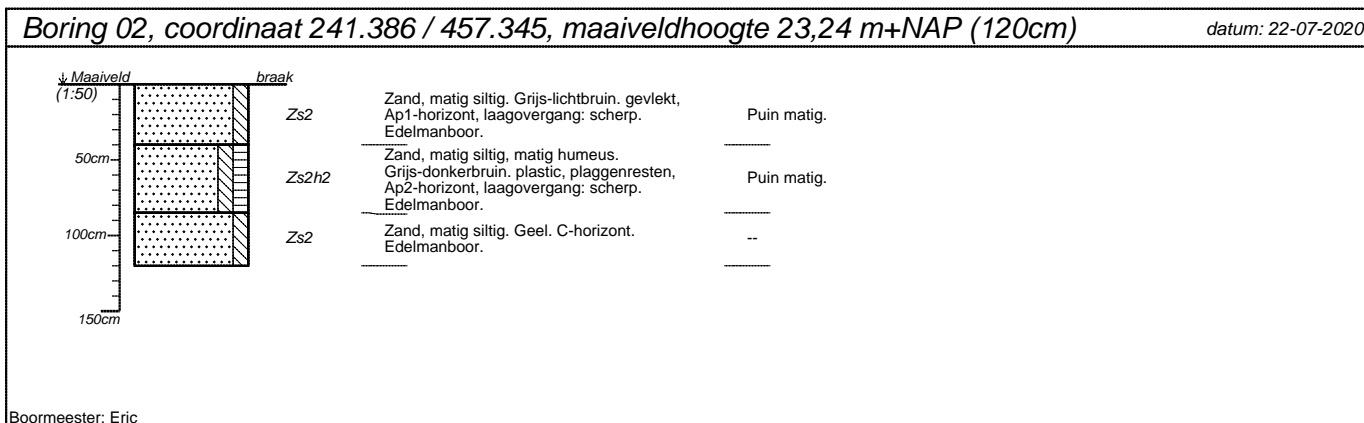 Boring 02, coordinaat 241.386 / 457.345, maaiveldhoogte 23,24 m+NAP (120cm)
datum: 22-07-2020
Maaiveld
braak
(1:50)
Zs2
Zand, matig siltig. Grijs-lichtbruin. gevlekt,
Ap1-horizont, laagovergang: scherp.
Edelmanboor.
Puin matig.
50cm
Zs2h2
Zand, matig siltig, matig humeus.
Grijs-donkerbruin. plastic, plaggenresten,
Ap2-horizont, laagovergang: scherp.
Edelmanboor.
Puin matig.
100cm
Zs2
Zand, matig siltig. Geel. C-horizont.
Edelmanboor.
--
150cm
Boormeester: Eric